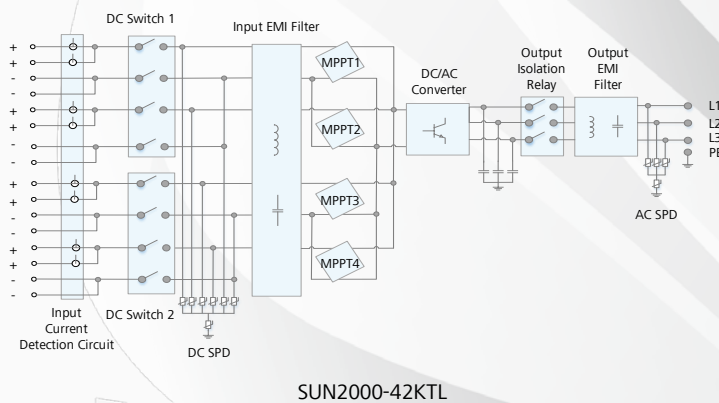 DC Switch 1
Input EMI Filter
+
+
-
-
+
+
-
-
+
+
-
-
+
+
-
-
MPPT1
MPPT2
MPPT3
MPPT4
DC/AC
Converter
Output
Isolation
Relay
Output
EMI
Filter
L1
L2
L3
PE
AC SPD
Input
Current
Detection Circuit
DC Switch 2
DC SPD
SUN2000-42KTL